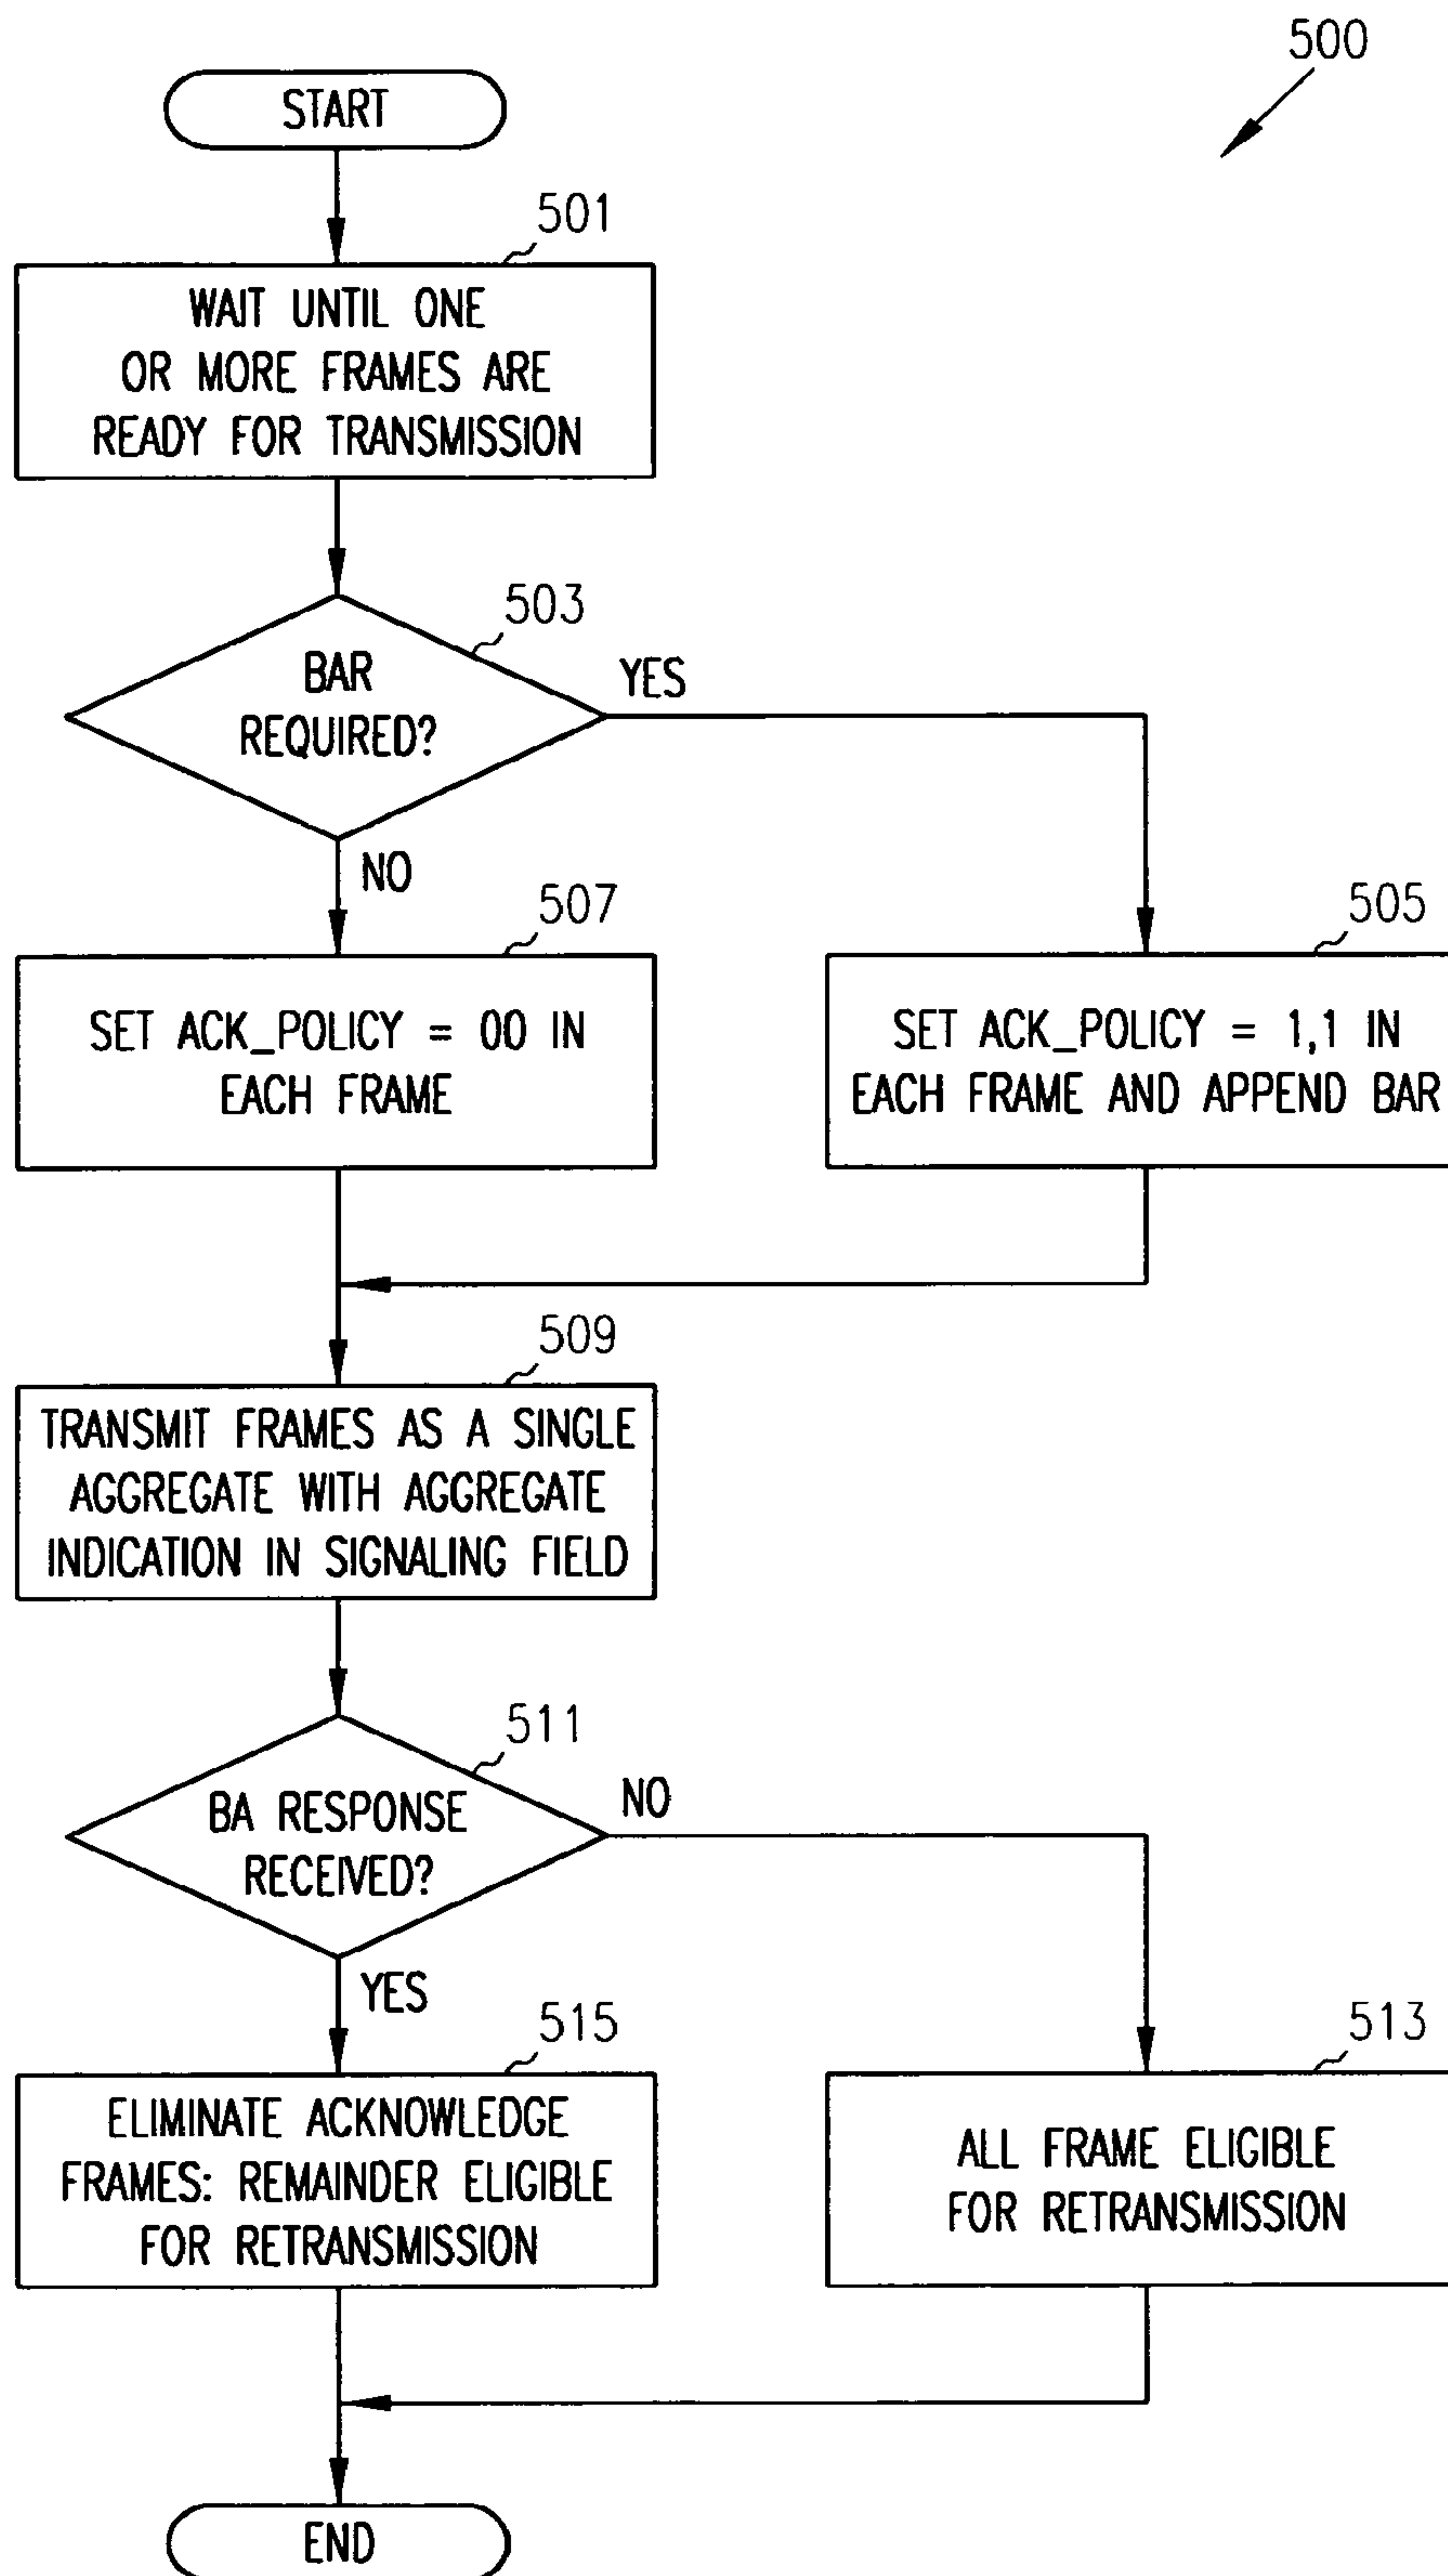 500
START
501
WAIT UNTIL ONE
OR MORE FRAMES ARE
READY FOR TRANSMISSION
503
BAR
REQUIRED?
YES
NO
507
SET ACK_POLICY = 00 IN
EACH FRAME
505
SET ACK_POLICY = 1,1 IN
EACH FRAME AND APPEND BAR
509
TRANSMIT FRAMES AS A SINGLE
AGGREGATE WITH AGGREGATE
INDICATION IN SIGNALING FIELD
511
BA RESPONSE
RECEIVED?
NO
YES
515
ELIMINATE ACKNOWLEDGE
FRAMES: REMAINDER ELIGIBLE
FOR RETRANSMISSION
513
ALL FRAME ELIGIBLE
FOR RETRANSMISSION
END